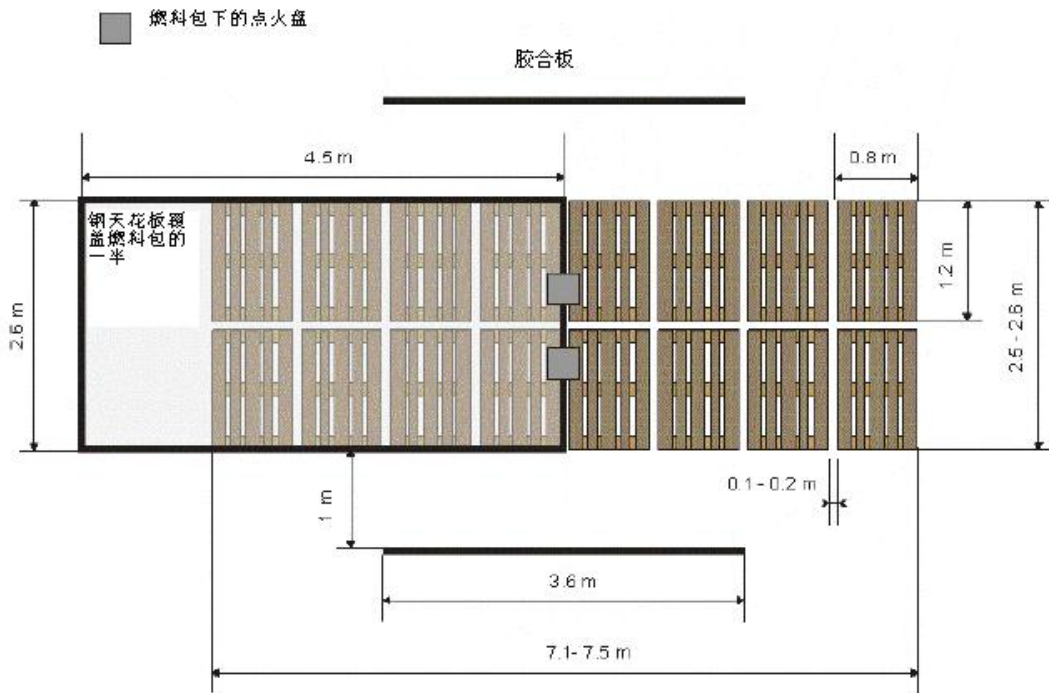 燃料包下的点火盘
胶合板
4.5 m
0.8 m
钢天花板覆
盖燃料包的
一半
2.6 m
1.2 m
2.5 - 2.6 m
0.1 - 0.2 m
1 m
3.6 m
7.1- 7.5 m